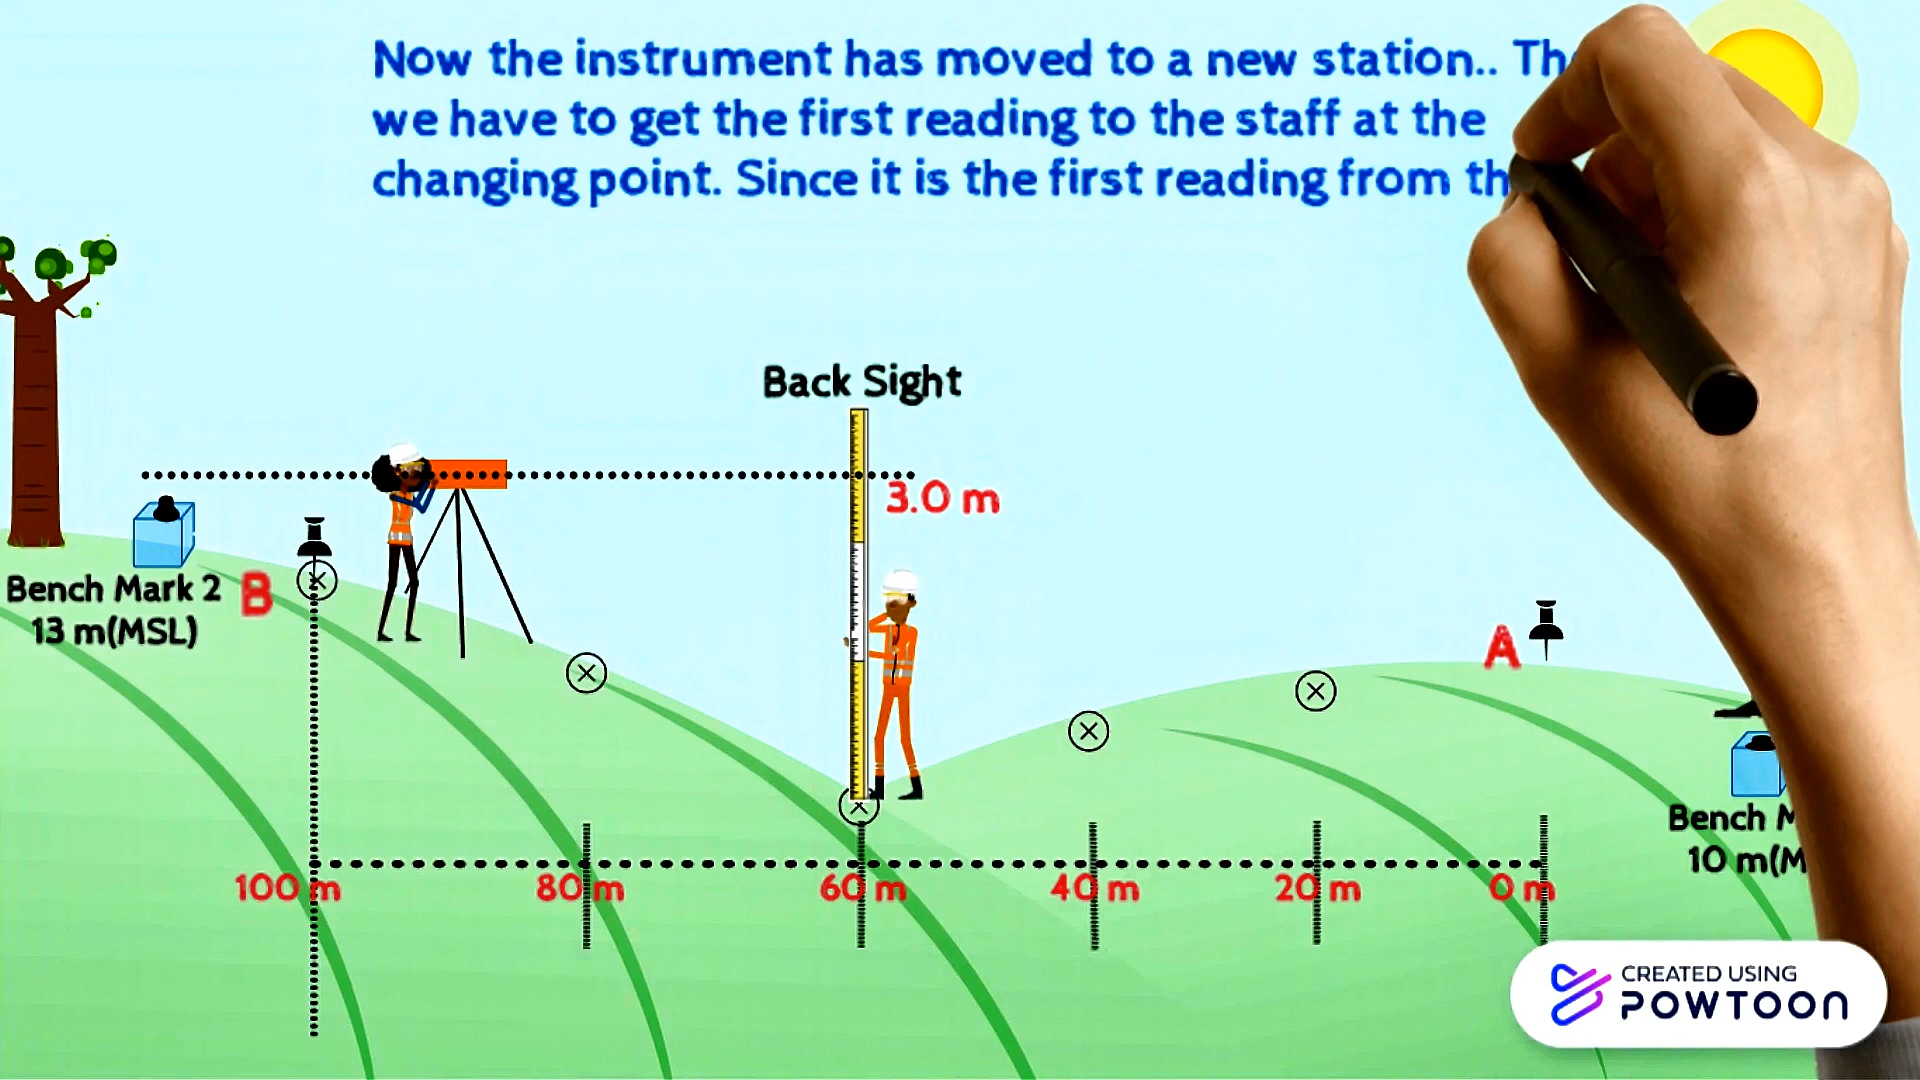 Now the instrument has moved to a new station..
we have to get the first reading to the staff at the
changing point. Since it is the first reading from
Back Sight
3.0 m
Bench Mark 2
13 m(MSL)
B
A
Bench
10
100 m
80 m
60 m
40 m
20 m
0 m
CREATED USING
POWTOON